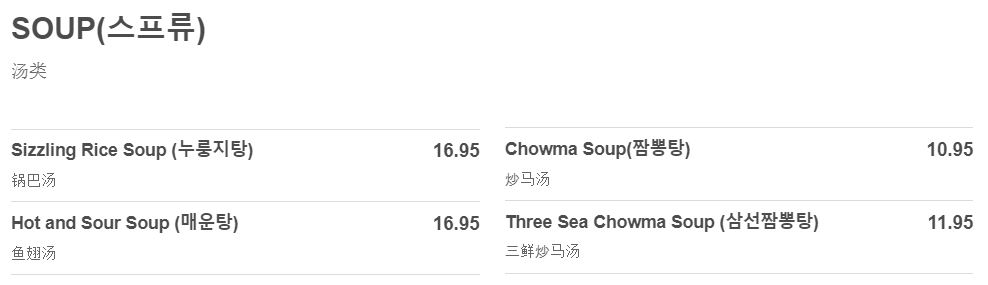 SOUP(스프류)
汤类
Sizzling Rice Soup (누룽지탕) 16.95
锅巴汤
Hot and Sour Soup (매운탕) 16.95
鱼翅汤
Chowma Soup(짬뽕탕) 10.95
炒马汤
Three Sea Chowma Soup (삼선짬뽕탕) 11.95
三鲜炒马汤